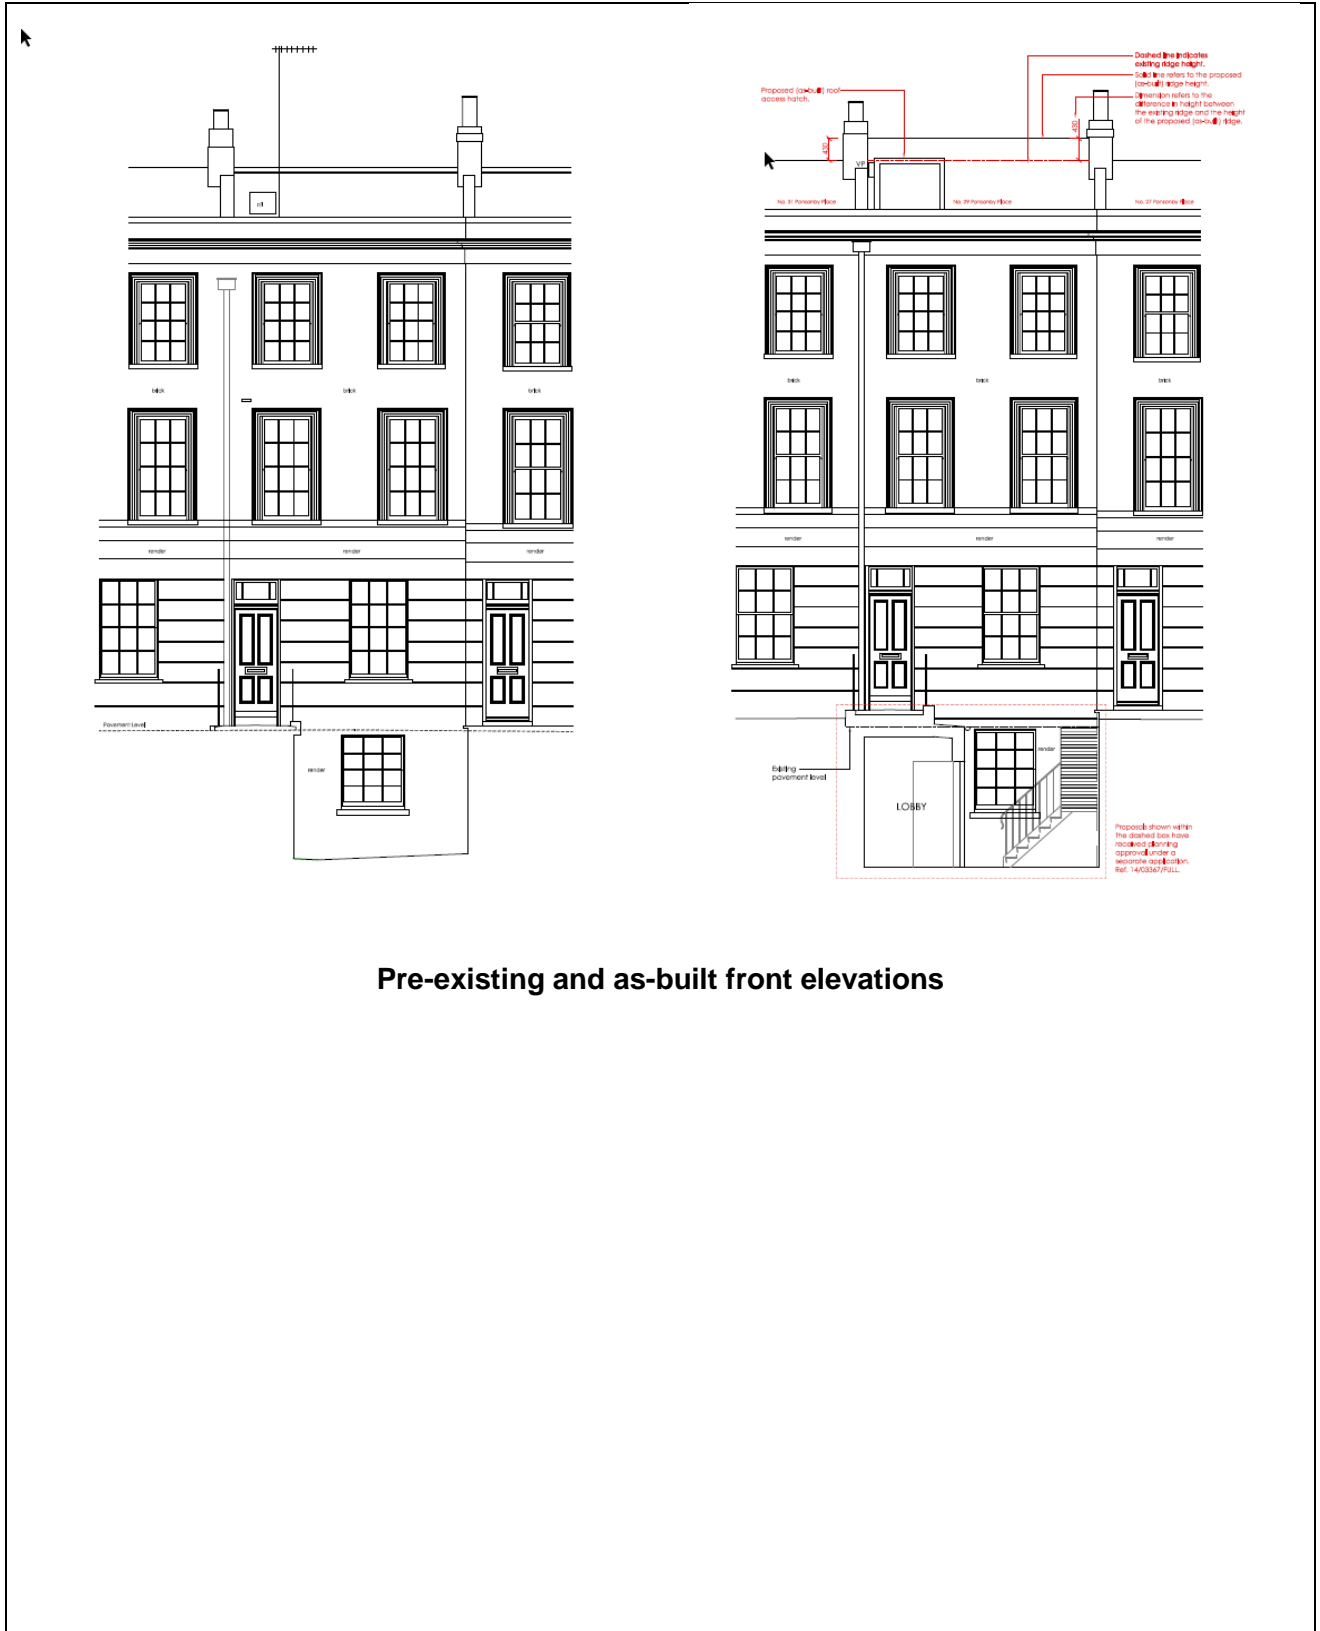 Dashed line indicates
existing ridge height.
Solid line refers to the proposed
(as-built) ridge height.
Dimension refers to the
difference in height between
the existing ridge and the height
of the proposed (as-built) ridge.
Proposed (as-built) roof
access hatch.
430
430
VP
No. 31 Ponsonby Place
No. 29 Ponsonby Place
No. 27 Ponsonby Place
brick
brick
brick
brick
brick
brick
render
render
render
render
render
render
Pavement Level
render
Existing
pavement level
render
LOBBY
Proposals shown within
the dashed box have
received planning
approval under a
separate application.
Ref. 14/03367/FULL.
Pre-existing and as-built front elevations